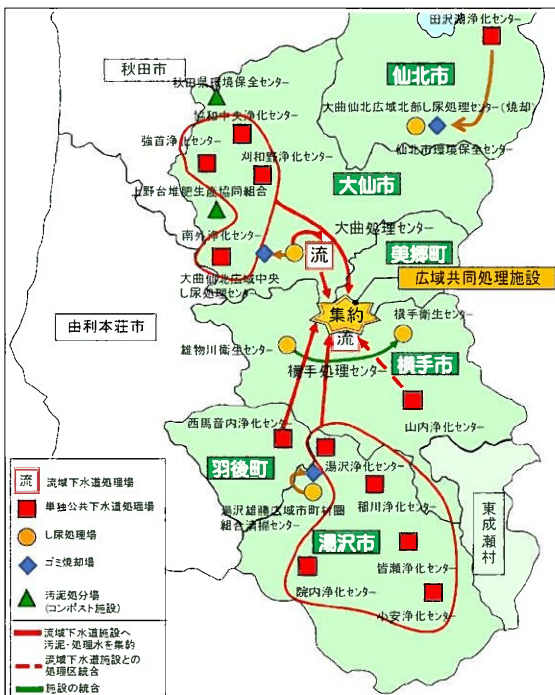 田沢湖浄化センター
秋田市
仙北市
秋田県環境保全センター
大曲仙北広域北部し尿処理センター(焼却)
協和中央浄化センター
強首浄化センター
刈和野浄化センター
仙北市環境保全センター
大仙市
上野台堆肥生産協同組合
大曲処理センター
南外浄化センター
流
美郷町
大曲仙北広域中央
し尿処理センター
広域共同処理施設
集約
流
横手衛生センター
由利本荘市
雄物川衛生センター
横手処理センター
横手市
山内浄化センター
西馬音内浄化センター
羽後町
湯沢浄化センター
稲川浄化センター
湯沢雄勝広域市町村圏
組合清掃センター
湯沢市
東成瀬村
皆瀬浄化センター
院内浄化センター
小安浄化センター
流 流域下水道処理場
単独公共下水道処理場
し尿処理場
ゴミ焼却場
汚泥処分場
(コンポスト施設)
流域下水道施設へ
汚泥・処理水を集約
流域下水道施設との
処理区統合
施設の統合